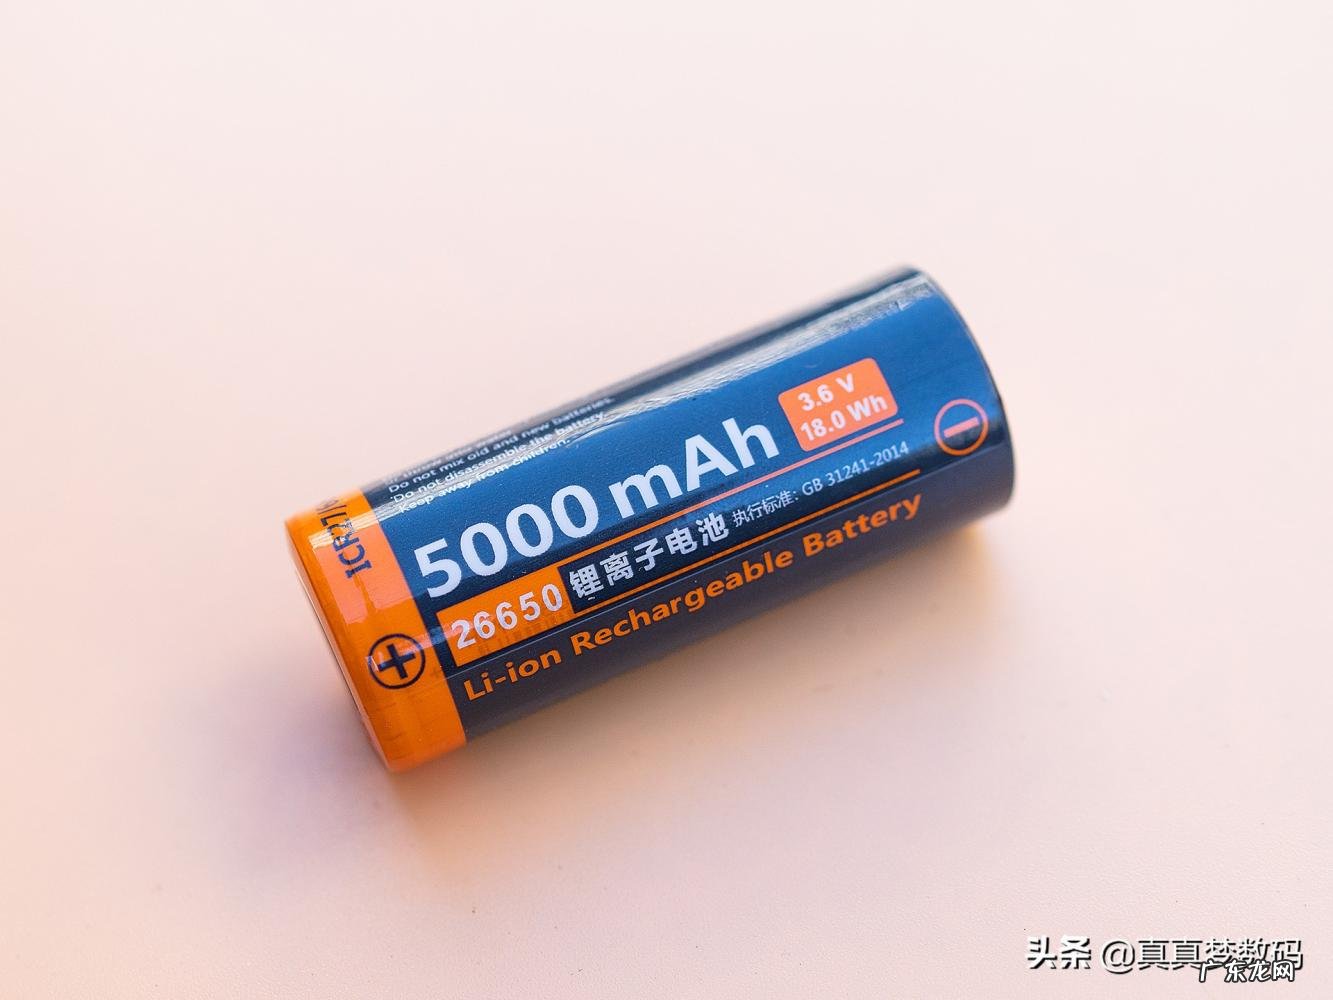 Do not mix old and new batteries.
Do not disassemble the battery.
Keep away from children.
5000 mAh
3.6 V
18.0 Wh
26650
锂离子电池
执行标准: GB 31241-2014
Li-ion Rechargeable Battery
头条 @真真梦数码
广东龙网